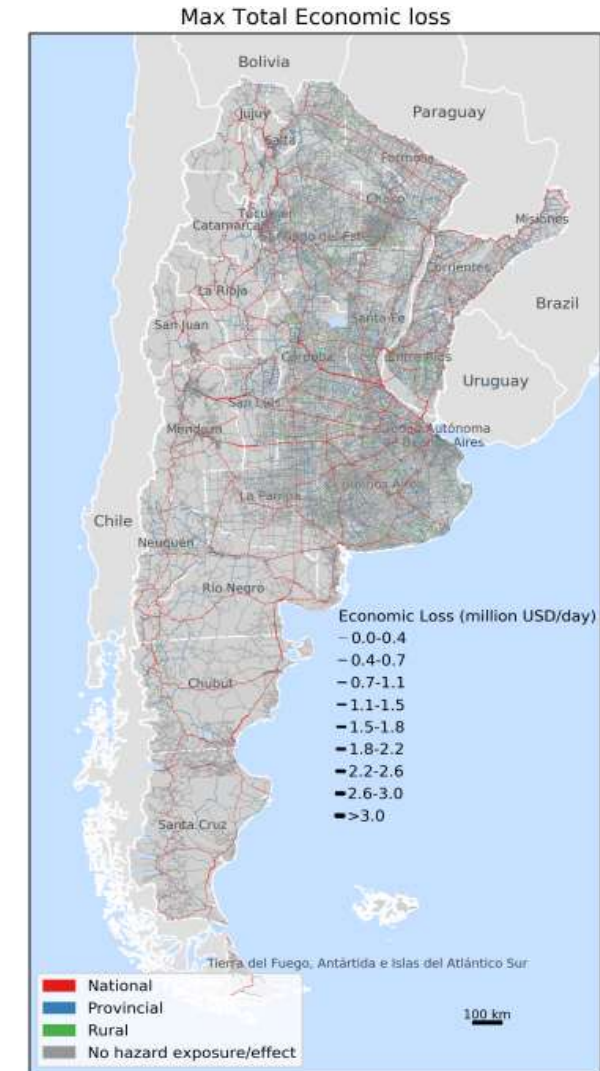 Max Total Economic loss
Bolivia
Paraguay
Jujuy
Salta
Formosa
Chaco
Tucumán
Catamarca
Santiago del Estero
Misiones
Corrientes
La Rioja
Brazil
Santa Fe
San Juan
Córdoba
Entre Ríos
Uruguay
San Luis
Mendoza
Ciudad Autónoma
de Buenos Aires
Buenos Aires
La Pampa
Chile
Neuquén
Río Negro
Economic Loss (million USD/day)
0.0-0.4
0.4-0.7
0.7-1.1
1.1-1.5
1.5-1.8
1.8-2.2
2.2-2.6
2.6-3.0
>3.0
Chubut
Santa Cruz
Tierra del Fuego, Antártida e Islas del Atlántico Sur
National
Provincial
Rural
No hazard exposure/effect
100 km